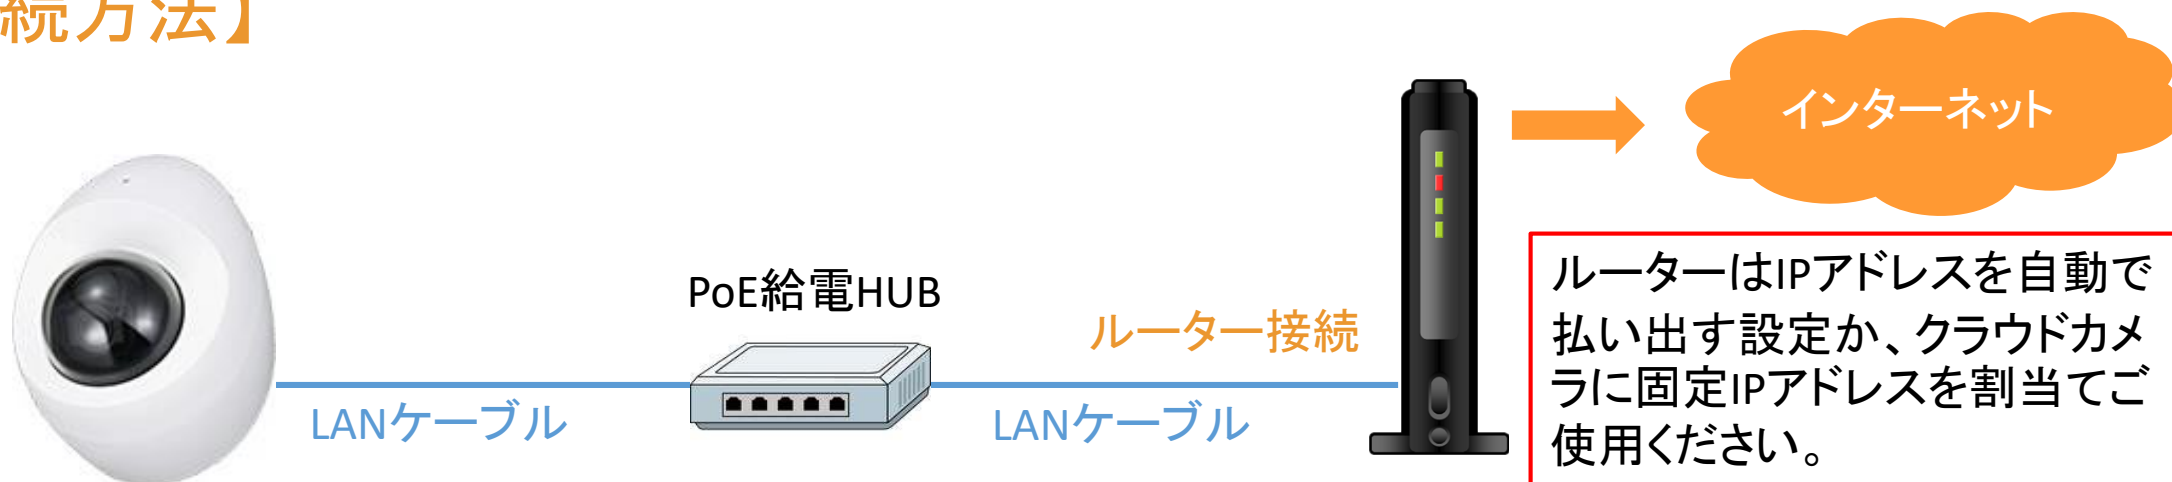 続方法】
インターネット
PoE給電HUB
ルーター接続
LANケーブル
LANケーブル
ルーターはIPアドレスを自動で
払い出す設定か、クラウドカメ
ラに固定IPアドレスを割当てご
使用ください。